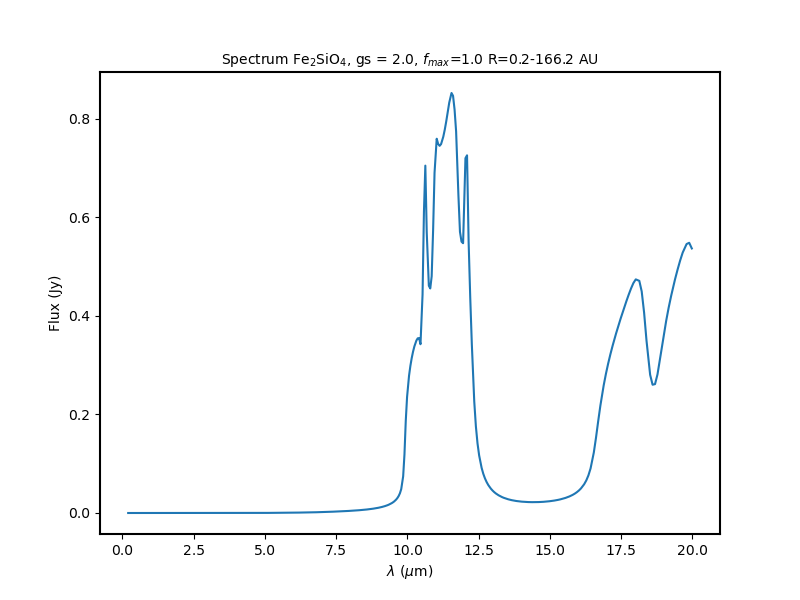 Spectrum Fe₂SiO₄, gs = 2.0, fₘₐₓ=1.0 R=0.2-166.2 AU
0.8
0.6
0.4
0.2
0.0
Flux (Jy)
0.0 2.5 5.0 7.5 10.0 12.5 15.0 17.5 20.0
λ (μm)